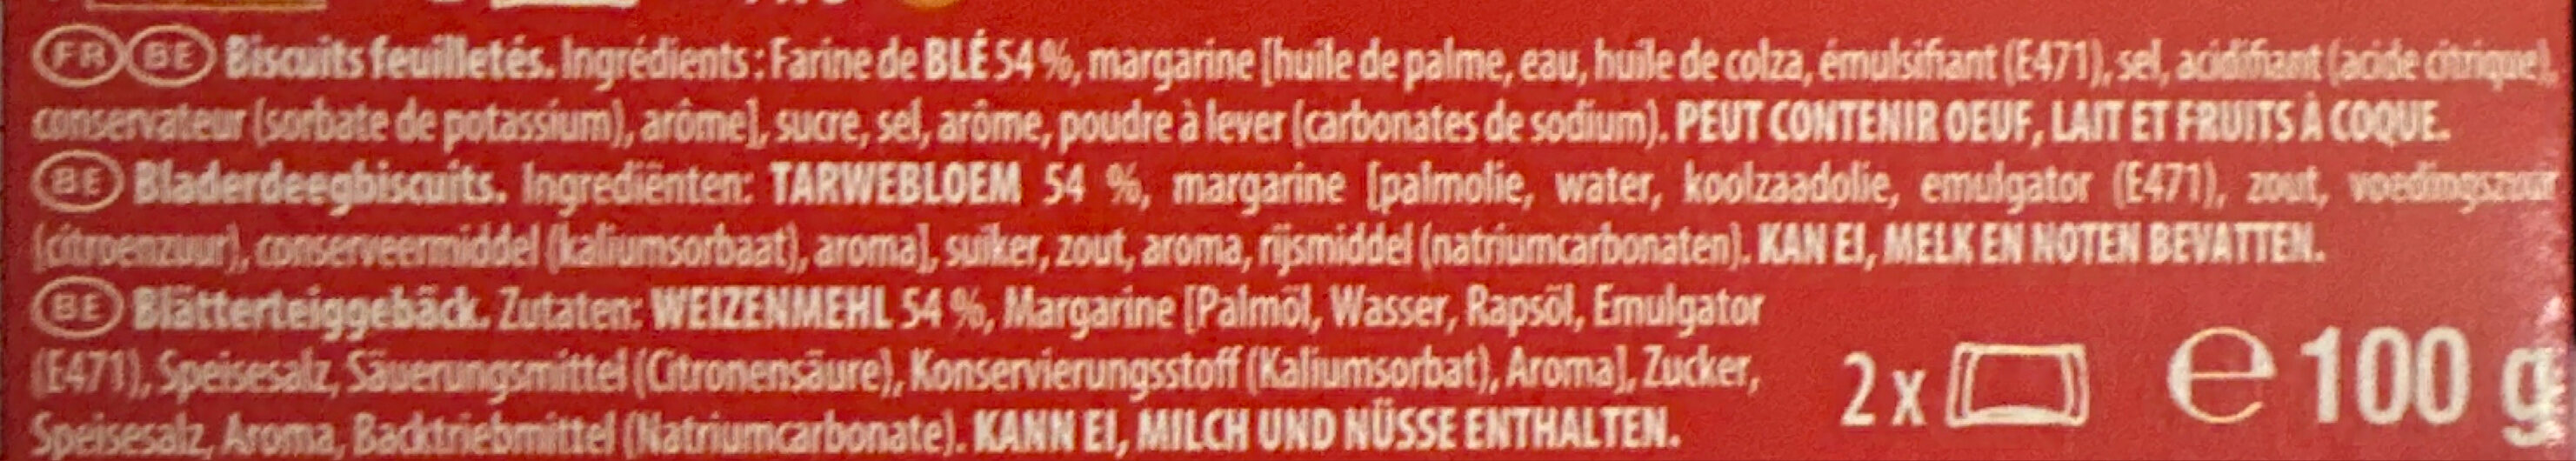 FR BE Biscuits feuilletés. Ingrédients : Farine de BLÉ 54 %, margarine [huile de palme, eau, huile de colza, émulsifiant (E471), sel, acidifiant (acide citrique),
conservateur (sorbate de potassium), arôme], sucre, sel, arôme, poudre à lever (carbonates de sodium). PEUT CONTENIR OEUF, LAIT ET FRUITS À COQUE.
BE Bladerdeegbiscuits. Ingrediënten: TARWEBLOEM 54 %, margarine [palmolie, water, koolzaadolie, emulgator (E471), zout, voedingszuur
(citroenzuur), conserveermiddel (kaliumsorbaat), aroma], suiker, zout, aroma, rijsmiddel (natriumcarbonaten). KAN EI, MELK EN NOTEN BEVATTEN.
BE Blätterteiggebäck. Zutaten: WEIZENMEHL 54 %, Margarine [Palmöl, Wasser, Rapsöl, Emulgator
(E471), Speisesalz, Säuerungsmittel (Citronensäure), Konservierungsstoff (Kaliumsorbat), Aroma], Zucker,
Speisesalz, Aroma, Backtriebmittel (Natriumcarbonate). KANN EI, MILCH UND NÜSSE ENTHALTEN.
2 x ℮ 100 g